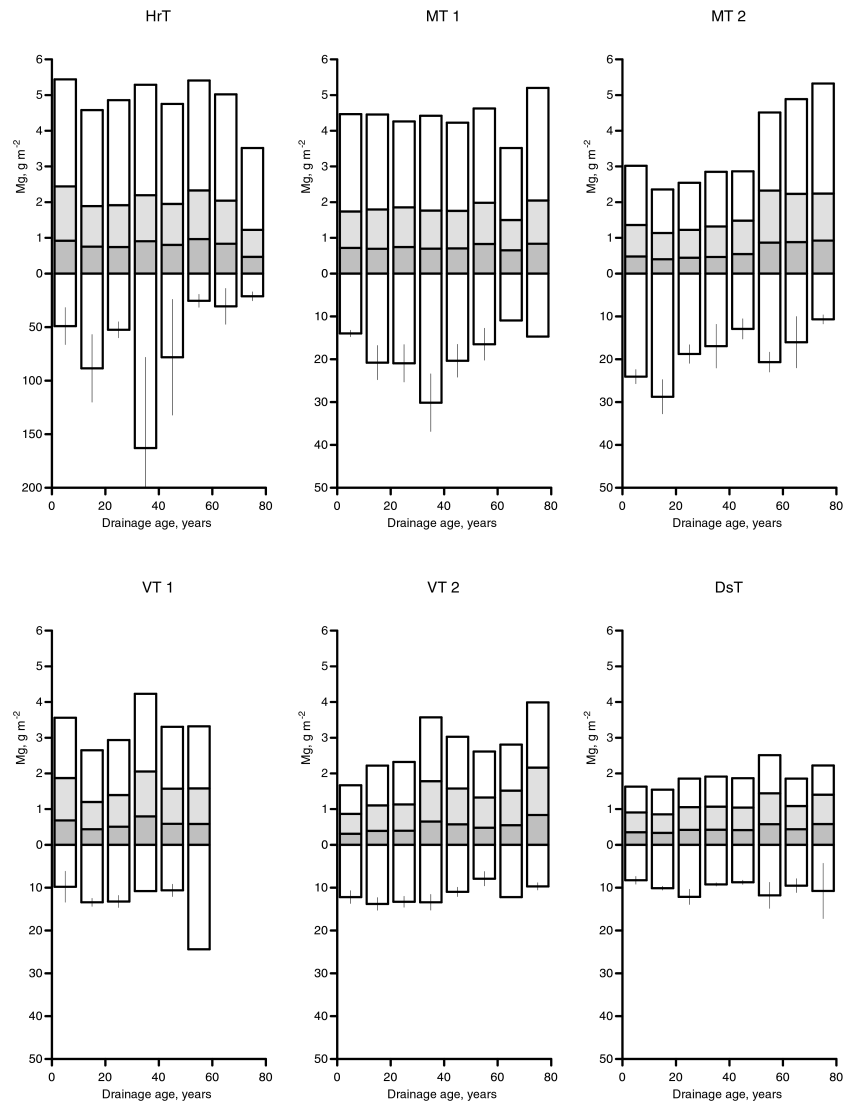 HrT
MT 1
MT 2
6 6 6
5 5 5
4 4 4
3 3 3
2 2 2
1 1 1
0 0 0
50 10 10
100 20 20
150 30 30
200 40 40
50 50
Mg, g m-2
Mg, g m-2
Mg, g m-2
0 20 40 60 80
0 20 40 60 80
0 20 40 60 80
Drainage age, years
Drainage age, years
Drainage age, years
VT 1
VT 2
DsT
6 6 6
5 5 5
4 4 4
3 3 3
2 2 2
1 1 1
0 0 0
10 10 10
20 20 20
30 30 30
40 40 40
50 50 50
Mg, g m-2
Mg, g m-2
Mg, g m-2
0 20 40 60 80
0 20 40 60 80
0 20 40 60 80
Drainage age, years
Drainage age, years
Drainage age, years